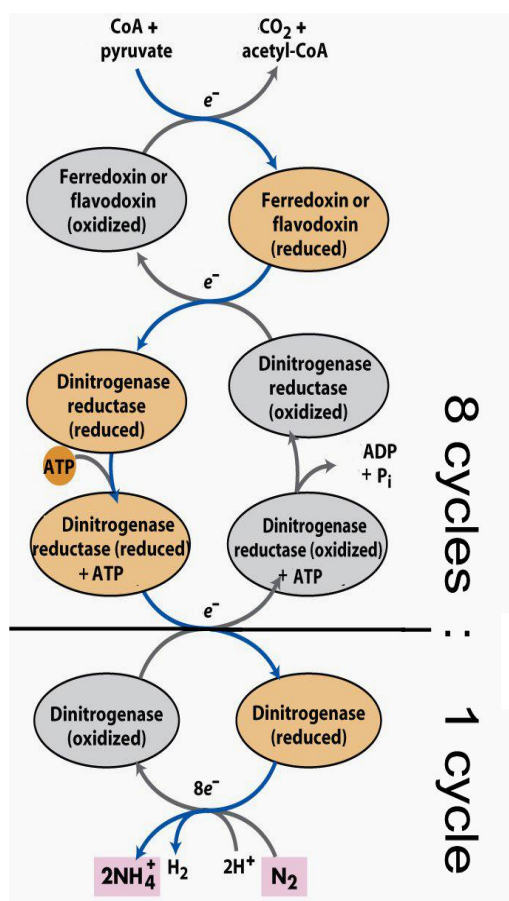 CoA +
pyruvate
CO2 +
acetyl-CoA
e–
Ferredoxin or
flavodoxin
(oxidized)
Ferredoxin or
flavodoxin
(reduced)
e–
Dinitrogenase
reductase
(reduced)
Dinitrogenase
reductase
(oxidized)
ATP
ADP
+ Pi
Dinitrogenase
reductase (reduced)
+ ATP
Dinitrogenase
reductase (oxidized)
+ ATP
e–
Dinitrogenase
(oxidized)
Dinitrogenase
(reduced)
8e–
2NH4+
H2
2H+
N2
8 cycles : 1 cycle